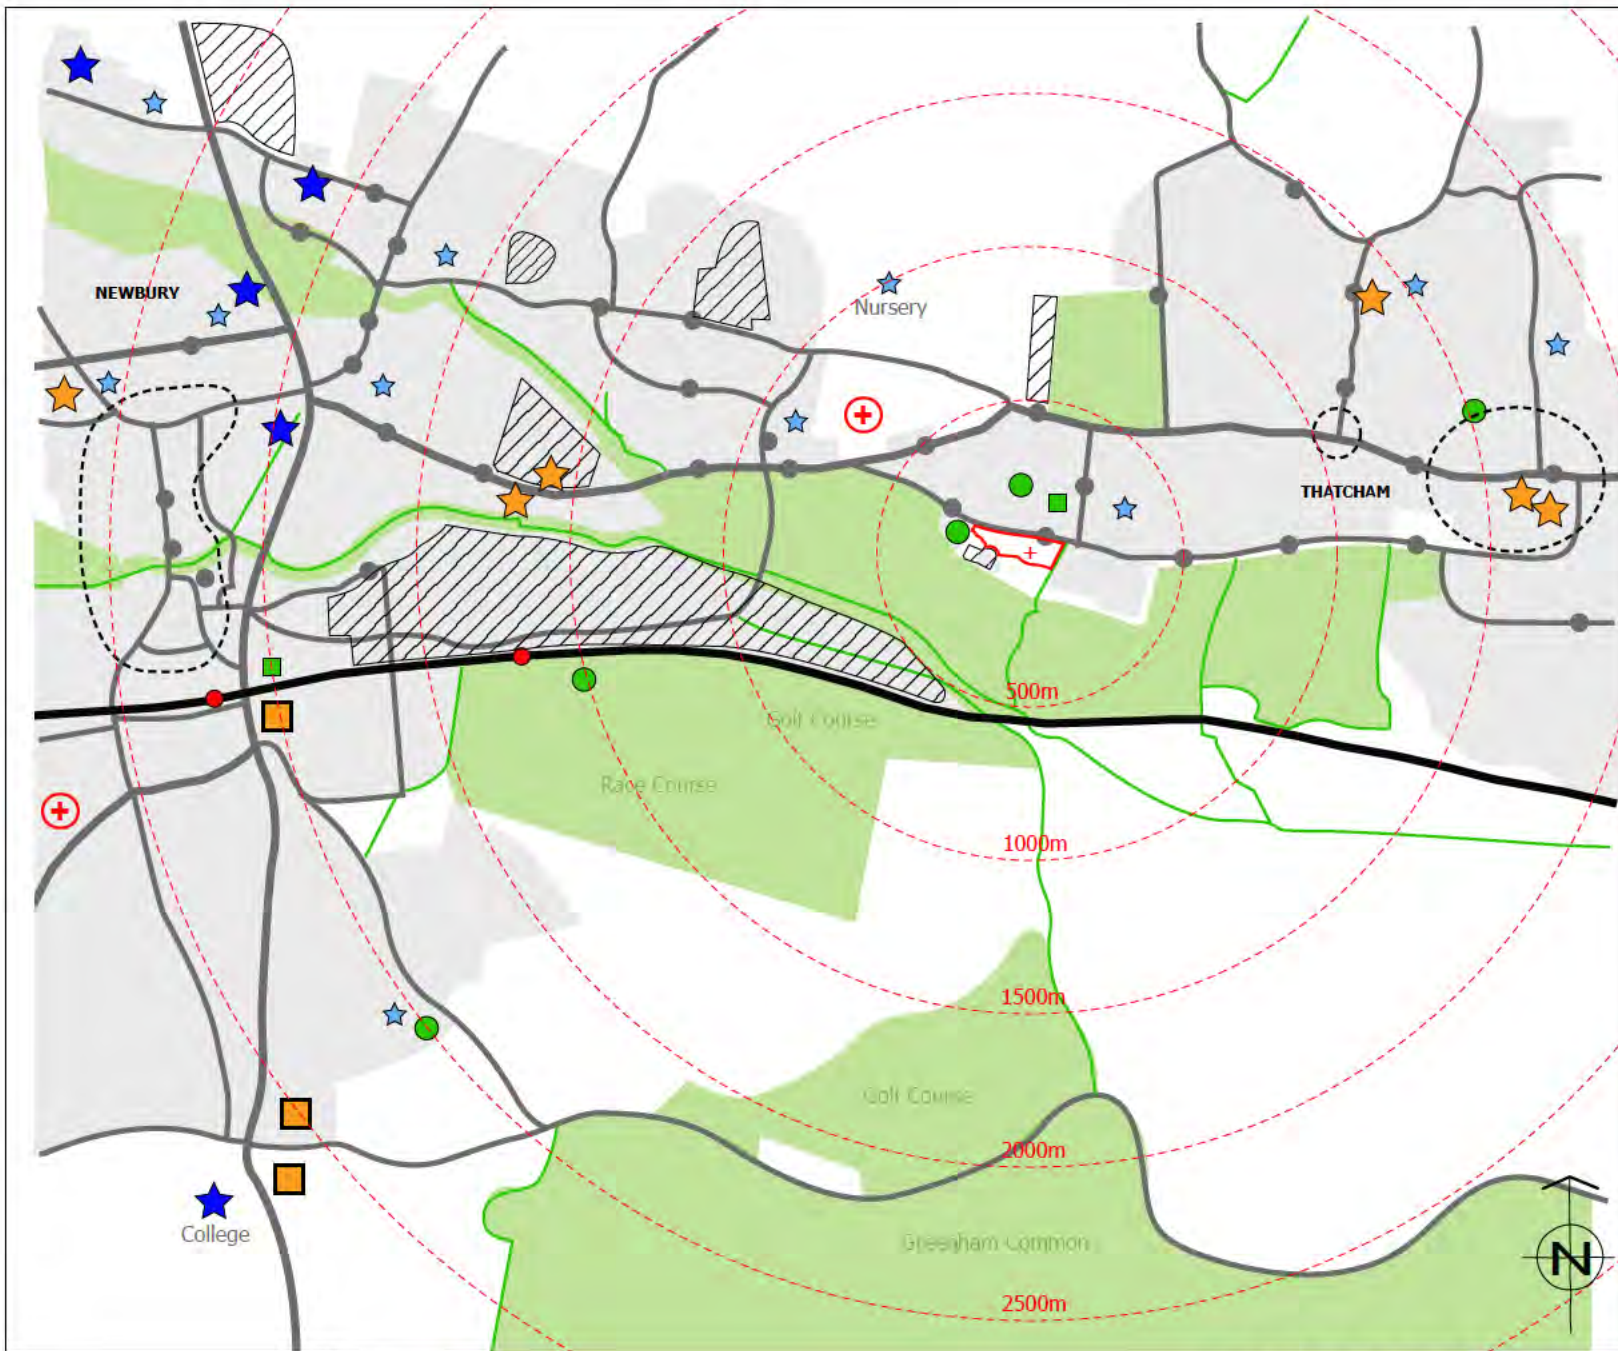 NEWBURY
Nursery
THATCHAM
500m
Golf Course
Race Course
1000m
1500m
Golf Course
2000m
College
Greenham Common
N
2500m